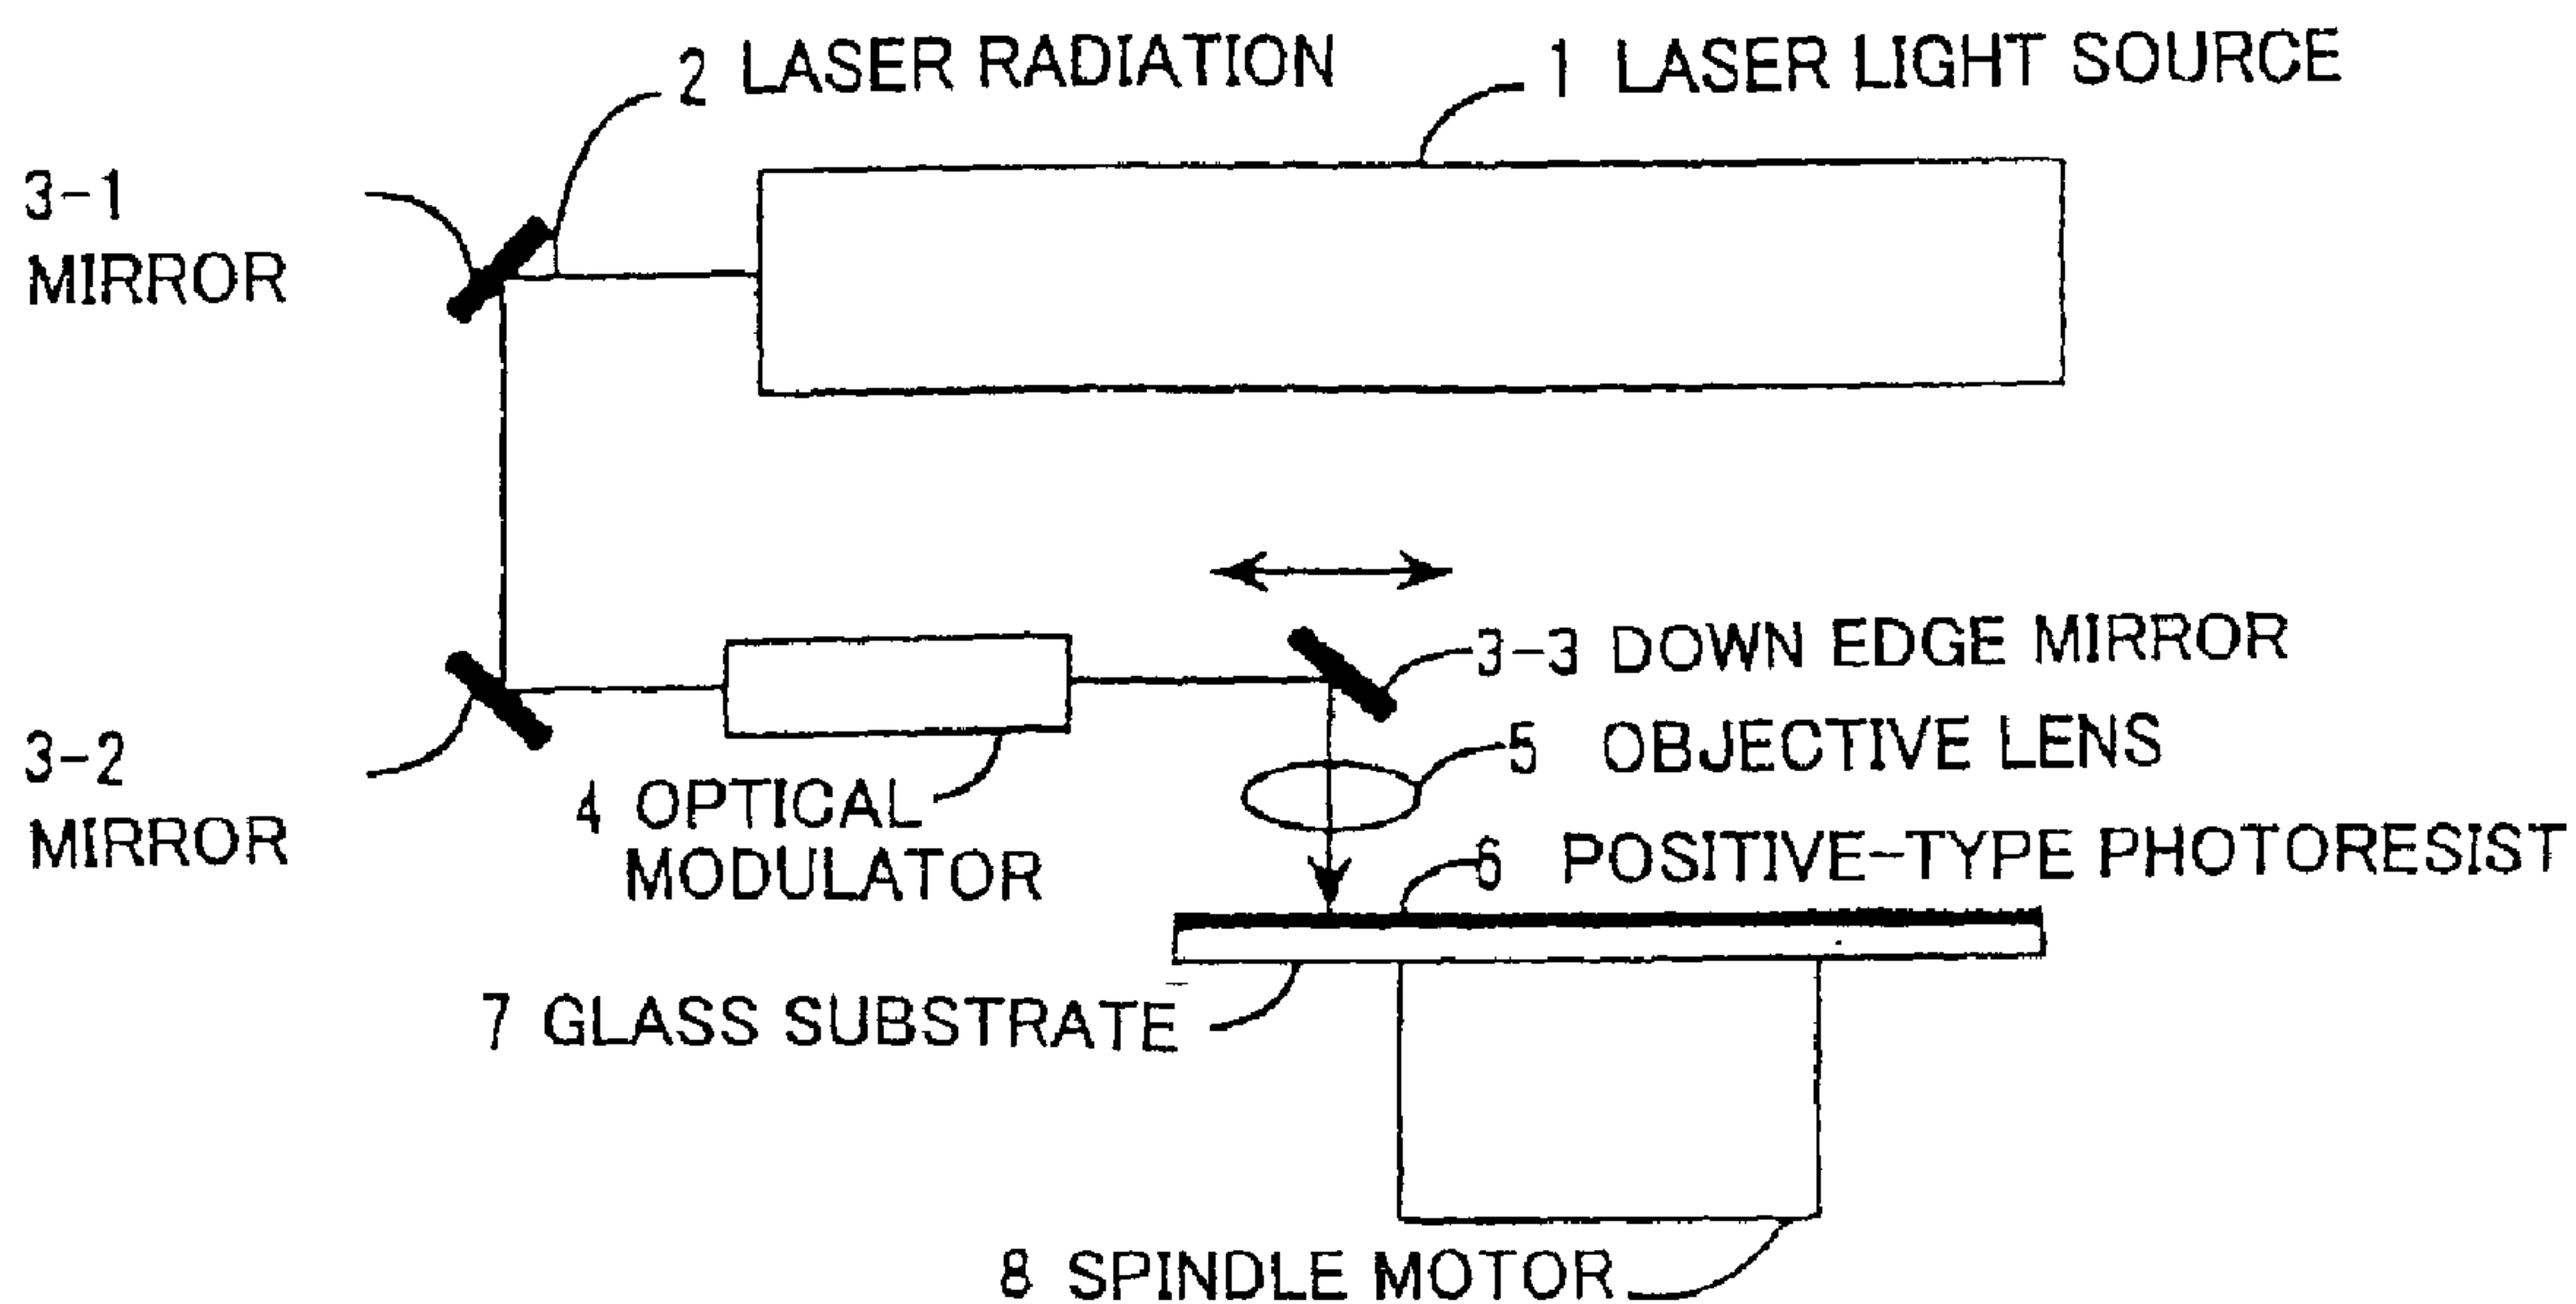 2 LASER RADIATION
1 LASER LIGHT SOURCE
3-1
MIRROR
3-3 DOWN EDGE MIRROR
5 OBJECTIVE LENS
3-2
MIRROR
4 OPTICAL
MODULATOR
6 POSITIVE-TYPE PHOTORESIST
7 GLASS SUBSTRATE
8 SPINDLE MOTOR